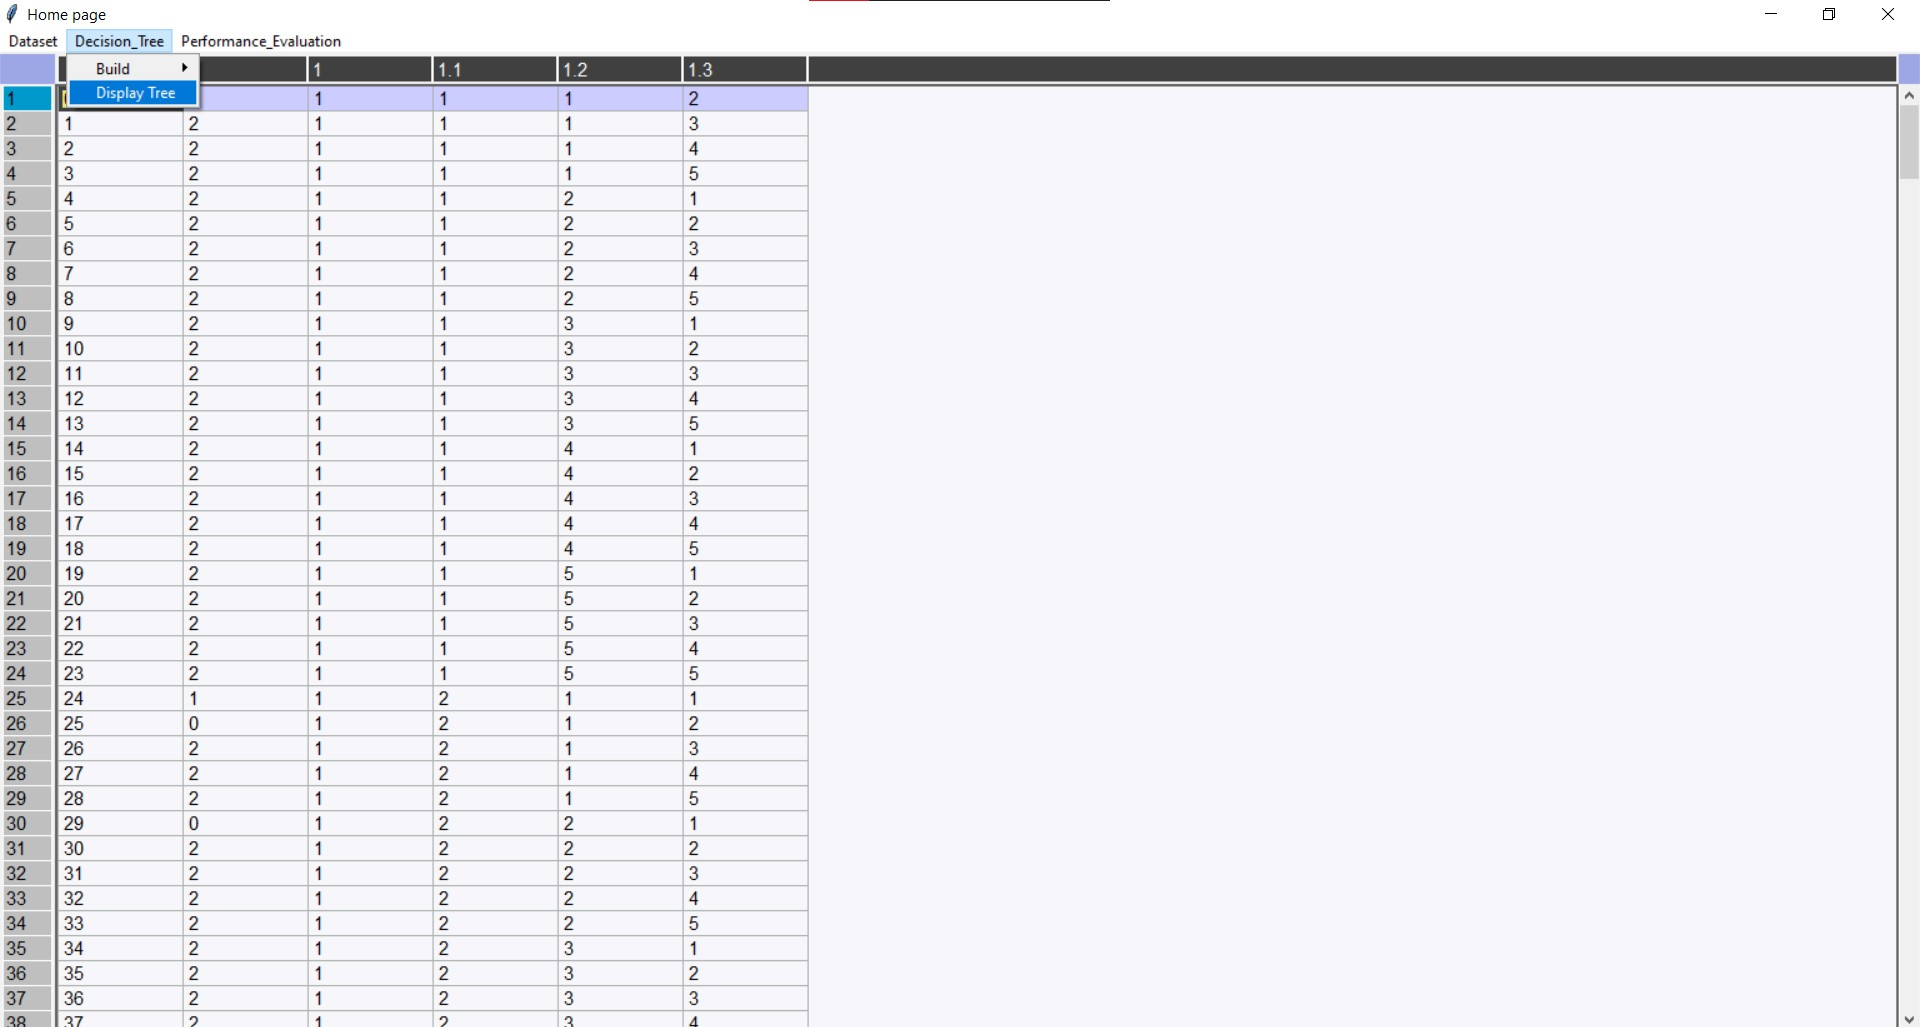 Home page
Dataset Decision_Tree Performance_Evaluation
Build
Display Tree
1 1.1 1.2 1.3
1 1 1 1 2
2 1 2 1 1 1 3
3 2 2 1 1 1 4
4 3 2 1 1 1 5
5 4 2 1 1 2 1
6 5 2 1 1 2 2
7 6 2 1 1 2 3
8 7 2 1 1 2 4
9 8 2 1 1 2 5
10 9 2 1 1 3 1
11 10 2 1 1 3 2
12 11 2 1 1 3 3
13 12 2 1 1 3 4
14 13 2 1 1 3 5
15 14 2 1 1 4 1
16 15 2 1 1 4 2
17 16 2 1 1 4 3
18 17 2 1 1 4 4
19 18 2 1 1 4 5
20 19 2 1 1 5 1
21 20 2 1 1 5 2
22 21 2 1 1 5 3
23 22 2 1 1 5 4
24 23 2 1 1 5 5
25 24 1 1 2 1 1
26 25 0 1 2 1 2
27 26 2 1 2 1 3
28 27 2 1 2 1 4
29 28 2 1 2 1 5
30 29 0 1 2 2 1
31 30 2 1 2 2 2
32 31 2 1 2 2 3
33 32 2 1 2 2 4
34 33 2 1 2 2 5
35 34 2 1 2 3 1
36 35 2 1 2 3 2
37 36 2 1 2 3 3
38 37 2 1 2 3 4